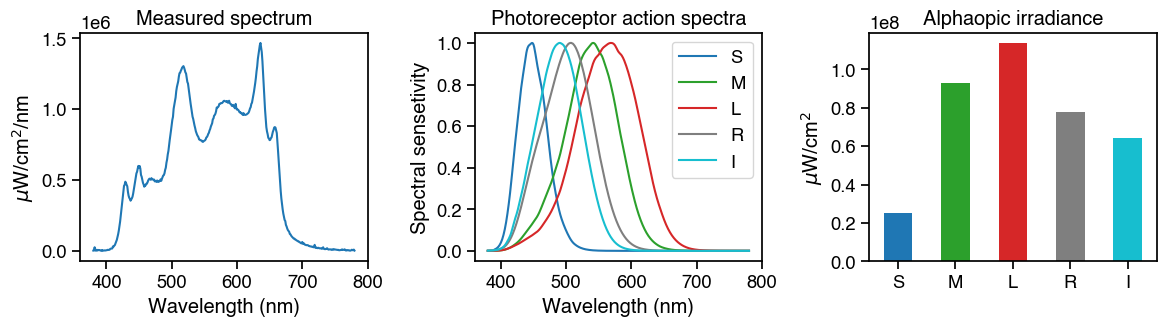 Measured spectrum
1e6
1.5
1.0
0.5
0.0
μW/cm²/nm
400 500 600 700 800
Wavelength (nm)
Photoreceptor action spectra
1.0
0.8
0.6
0.4
0.2
0.0
Spectral sensetivity
S
M
L
R
I
400 500 600 700 800
Wavelength (nm)
Alphaopic irradiance
1e8
1.0
0.8
0.6
0.4
0.2
0.0
μW/cm²
S M L R I